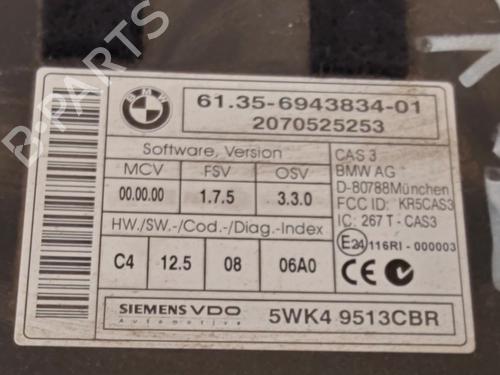 BMW
61.35-6943834-01
2070525253
Software, Version
MCV FSV OSV
00.00.00 1.7.5 3.3.0
HW./SW.-/Cod.-/Diag.-Index
C4 12.5 08 06A0
CAS 3
BMW AG
D-80788München
FCC ID: KR5CAS3
IC: 267 T - CAS3
E24 116RI - 000003
CE
SIEMENS VDO
Automotive
5WK4 9513CBR
B-PARTS